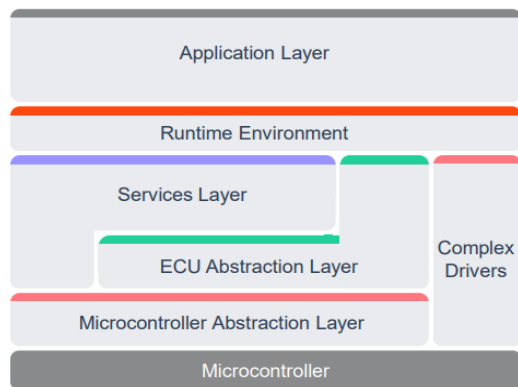 Application Layer
Runtime Environment
Services Layer
ECU Abstraction Layer
Complex
Drivers
Microcontroller Abstraction Layer
Microcontroller